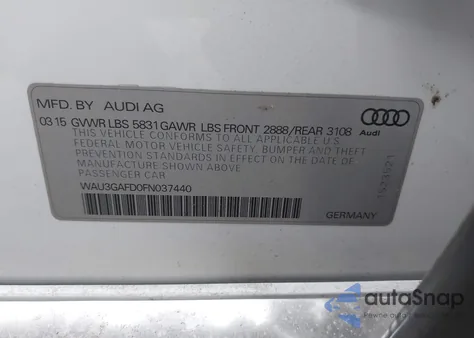 MFD. BY AUDI AG
03 15 GVWR LBS 5831 GAWR LBS FRONT 2888/REAR 3108
THIS VEHICLE CONFORMS TO ALL APPLICABLE U.S.
FEDERAL MOTOR VEHICLE SAFETY, BUMPER, AND THEFT
PREVENTION STANDARDS IN EFFECT ON THE DATE OF
MANUFACTURE SHOWN ABOVE
PASSENGER CAR
WAU3GAFD0FN037440
Audi
GERMANY
autoSnap